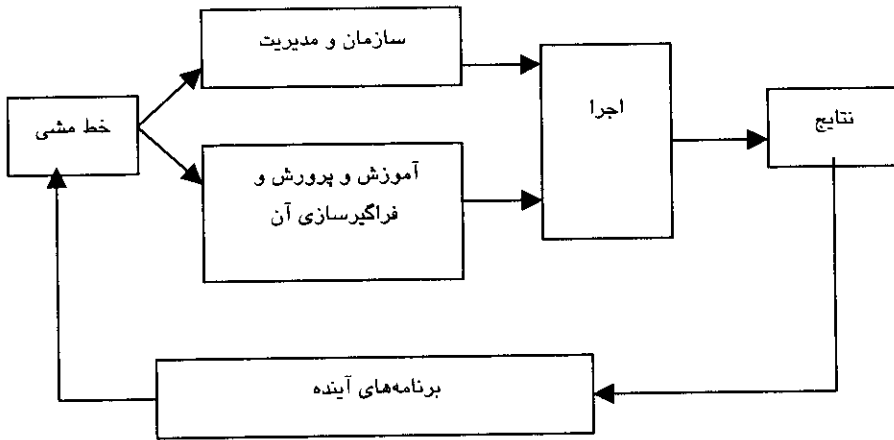 سازمان و مدیریت
خط مشی
آموزش و پرورش و
فراگیرسازی آن
اجرا
نتایج
برنامه‌های آینده